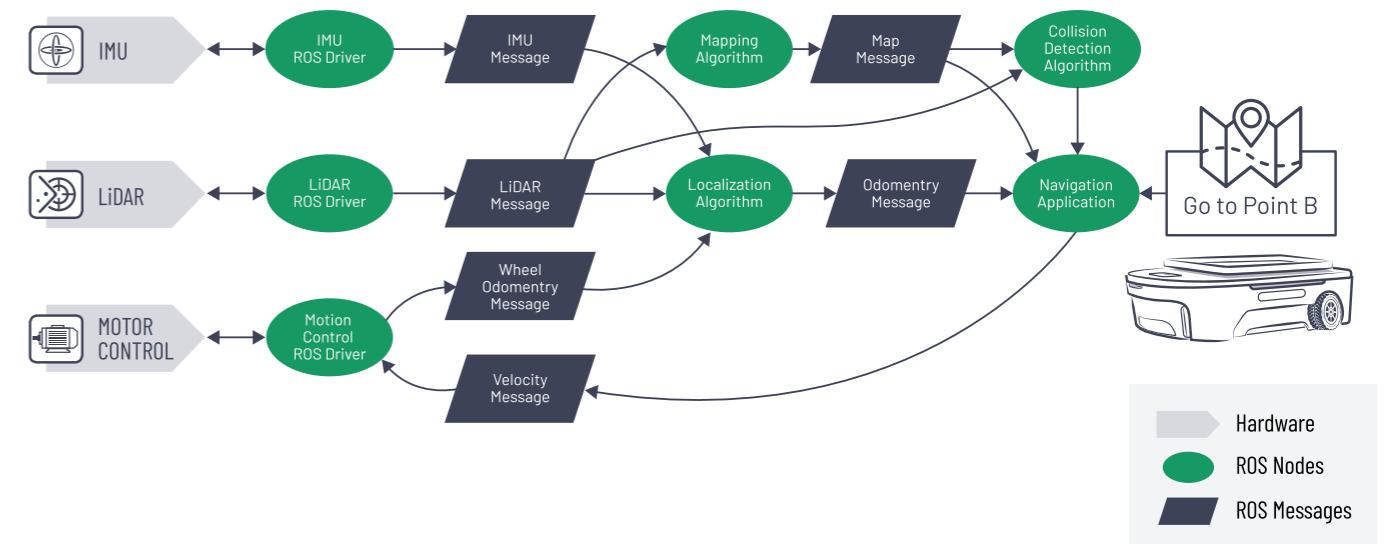 IMU
IMU
ROS Driver
IMU
Message
Mapping
Algorithm
Map
Message
Collision
Detection
Algorithm
LiDAR
LiDAR
ROS Driver
LiDAR
Message
Localization
Algorithm
Odomentry
Message
Navigation
Application
Go to Point B
Wheel
Odomentry
Message
MOTOR
CONTROL
Motion
Control
ROS Driver
Velocity
Message
Hardware
ROS Nodes
ROS Messages